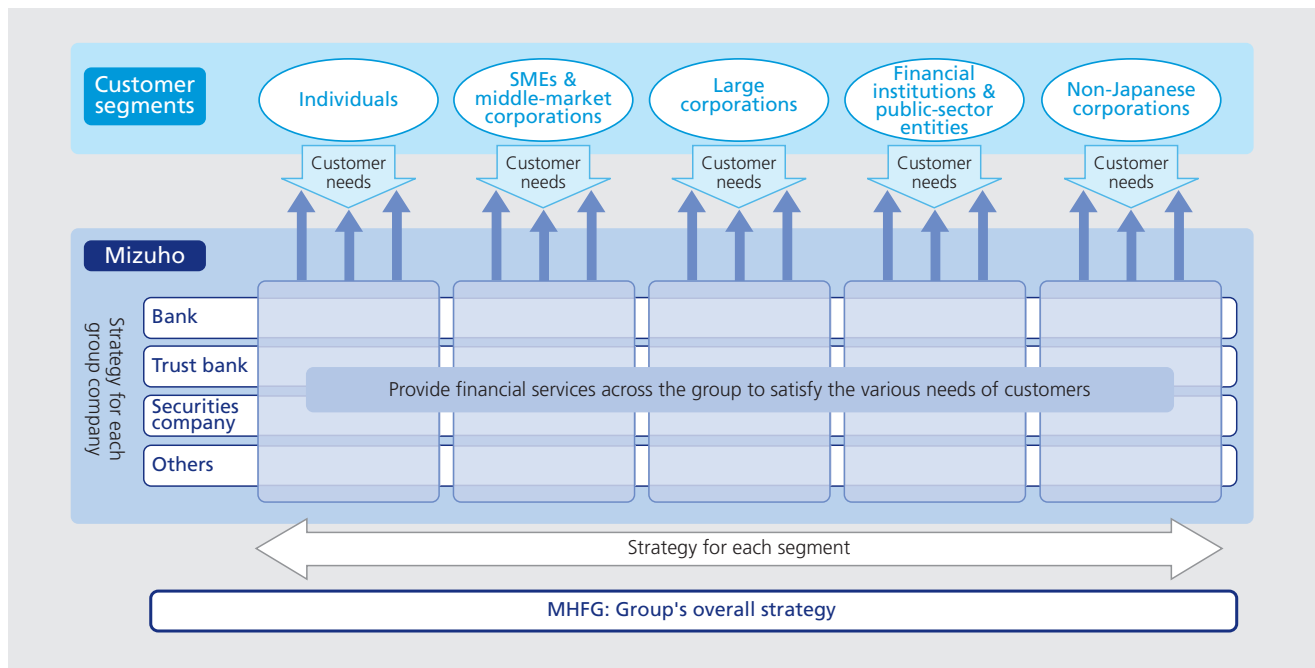 Customer
segments
Individuals
SMEs &
middle-market
corporations
Large
corporations
Financial
institutions &
public-sector
entities
Non-Japanese
corporations
Customer
needs
Customer
needs
Customer
needs
Customer
needs
Customer
needs
Mizuho
Strategy for each
group company
Bank
Trust bank
Securities
company
Others
Provide financial services across the group to satisfy the various needs of customers
Strategy for each segment
MHFG: Group's overall strategy